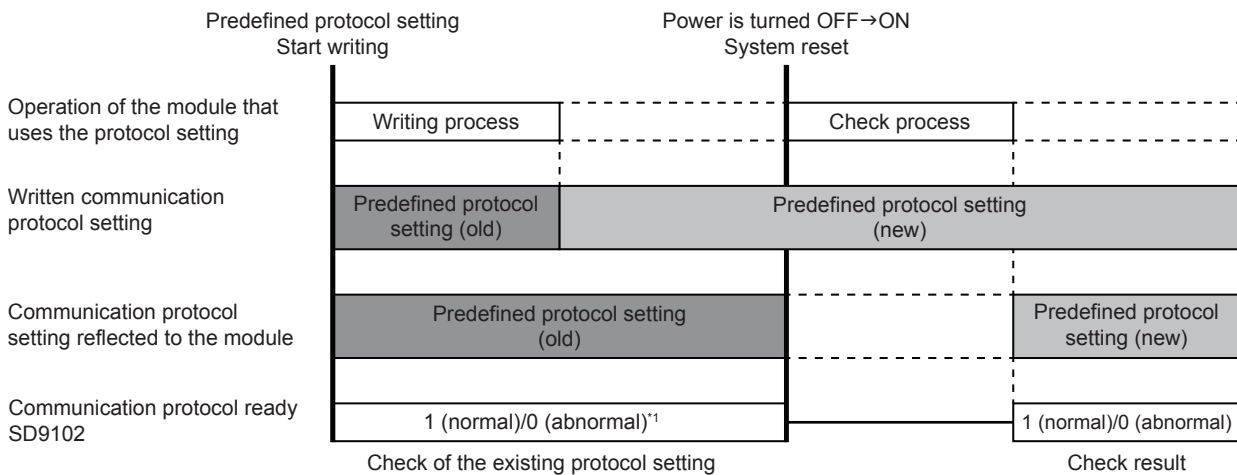 Predefined protocol setting
Start writing
Power is turned OFF→ON
System reset
Operation of the module that
uses the protocol setting
Writing process
Check process
Written communication
protocol setting
Predefined protocol
setting (old)
Predefined protocol setting
(new)
Communication protocol
setting reflected to the module
Predefined protocol setting
(old)
Predefined protocol
setting (new)
Communication protocol ready
SD9102
1 (normal)/0 (abnormal)*1
1 (normal)/0 (abnormal)
Check of the existing protocol setting
Check result